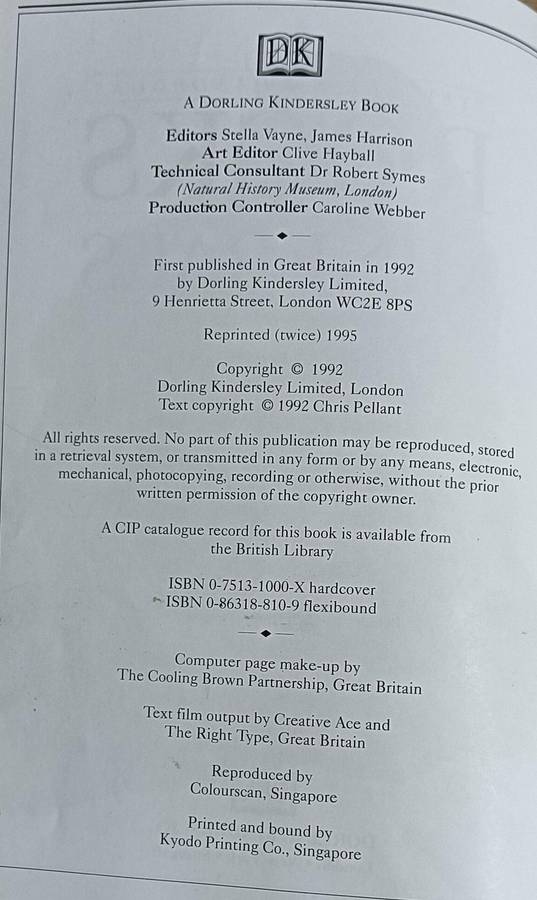 DK
A DORLING KINDERSLEY BOOK
Editors Stella Vayne, James Harrison
Art Editor Clive Hayball
Technical Consultant Dr Robert Symes
(Natural History Museum, London)
Production Controller Caroline Webber
First published in Great Britain in 1992
by Dorling Kindersley Limited,
9 Henrietta Street, London WC2E 8PS
Reprinted (twice) 1995
Copyright © 1992
Dorling Kindersley Limited, London
Text copyright © 1992 Chris Pellant
All rights reserved. No part of this publication may be reproduced, stored
in a retrieval system, or transmitted in any form or by any means, electronic,
mechanical, photocopying, recording or otherwise, without the prior
written permission of the copyright owner.
A CIP catalogue record for this book is available from
the British Library
ISBN 0-7513-1000-X hardcover
ISBN 0-86318-810-9 flexibound
Computer page make-up by
The Cooling Brown Partnership, Great Britain
Text film output by Creative Ace and
The Right Type, Great Britain
Reproduced by
Colourscan, Singapore
Printed and bound by
Kyodo Printing Co., Singapore